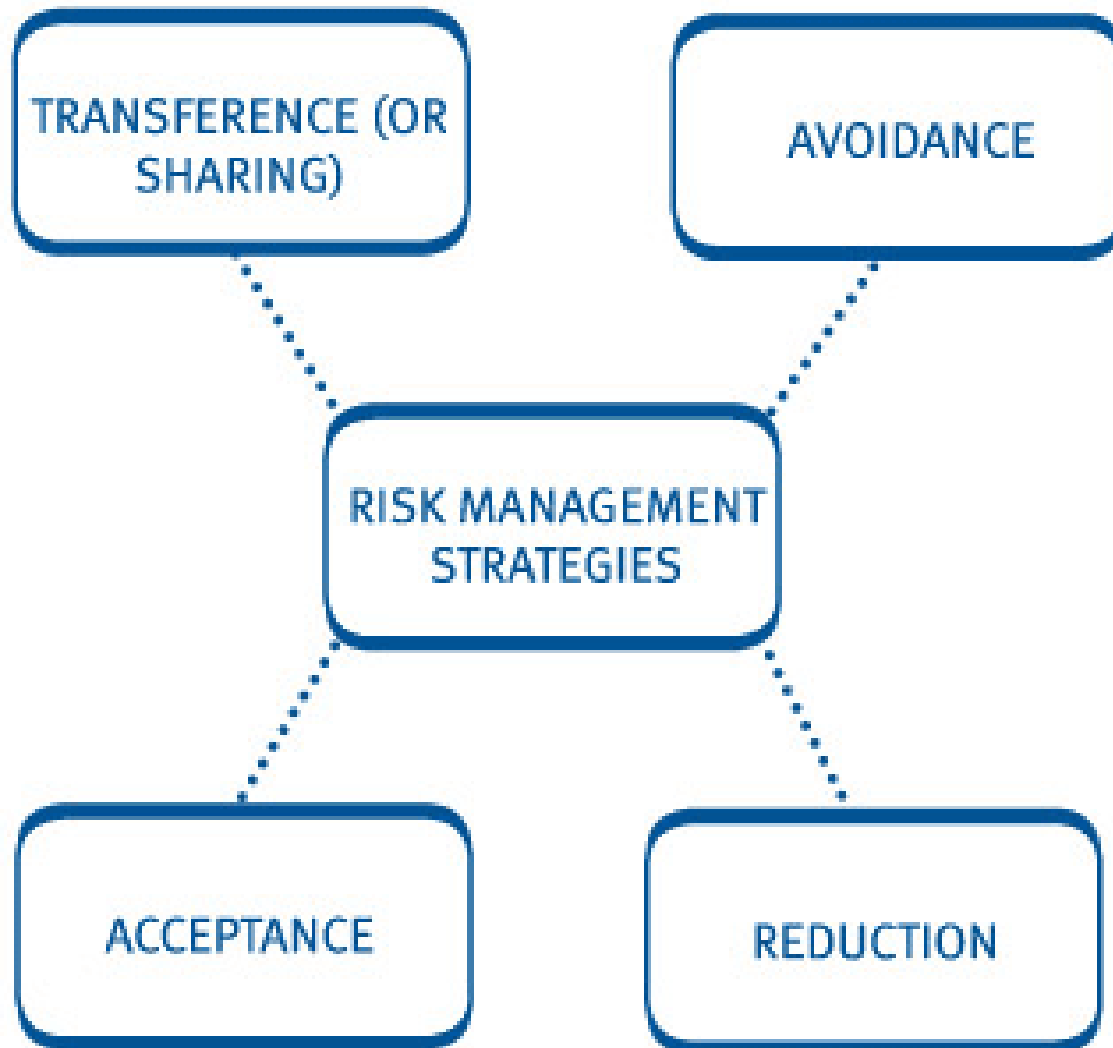 TRANSFERENCE (OR
SHARING)
AVOIDANCE
RISK MANAGEMENT
STRATEGIES
ACCEPTANCE
REDUCTION